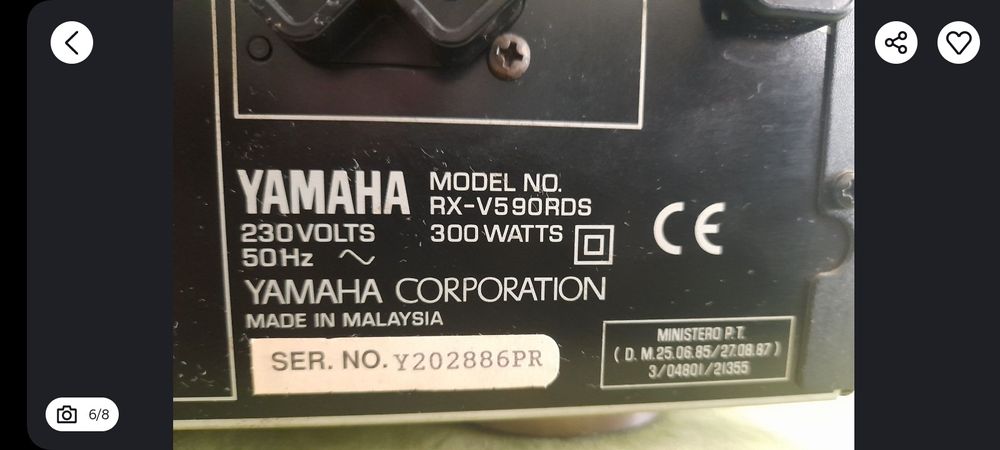 YAMAHA
MODEL NO.
RX-V590RDS
230 VOLTS
300 WATTS
50 Hz
CE
YAMAHA CORPORATION
MADE IN MALAYSIA
SER. NO. Y202886PR
MINISTERO P.T.
( D. M.25.06.85/27.08.87 )
3/04801/21355
6/8